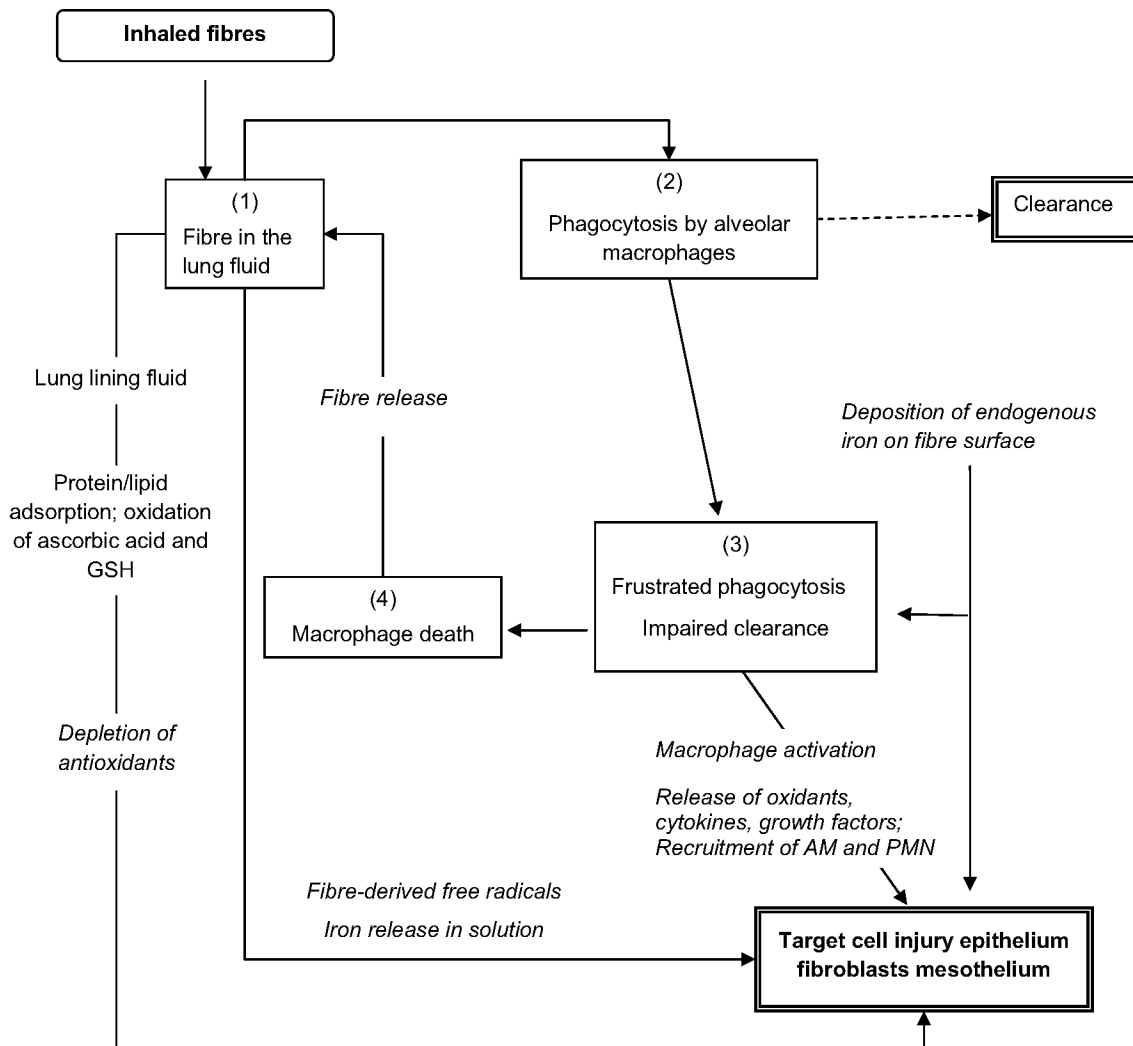 Inhaled fibres
(1)
Fibre in the
lung fluid
(2)
Phagocytosis by alveolar
macrophages
Clearance
Lung lining fluid
Fibre release
Deposition of endogenous
iron on fibre surface
Protein/lipid
adsorption; oxidation
of ascorbic acid and
GSH
(3)
Frustrated phagocytosis
Impaired clearance
(4)
Macrophage death
Depletion of
antioxidants
Macrophage activation
Release of oxidants,
cytokines, growth factors;
Recruitment of AM and PMN
Fibre-derived free radicals
Iron release in solution
Target cell injury epithelium
fibroblasts mesothelium